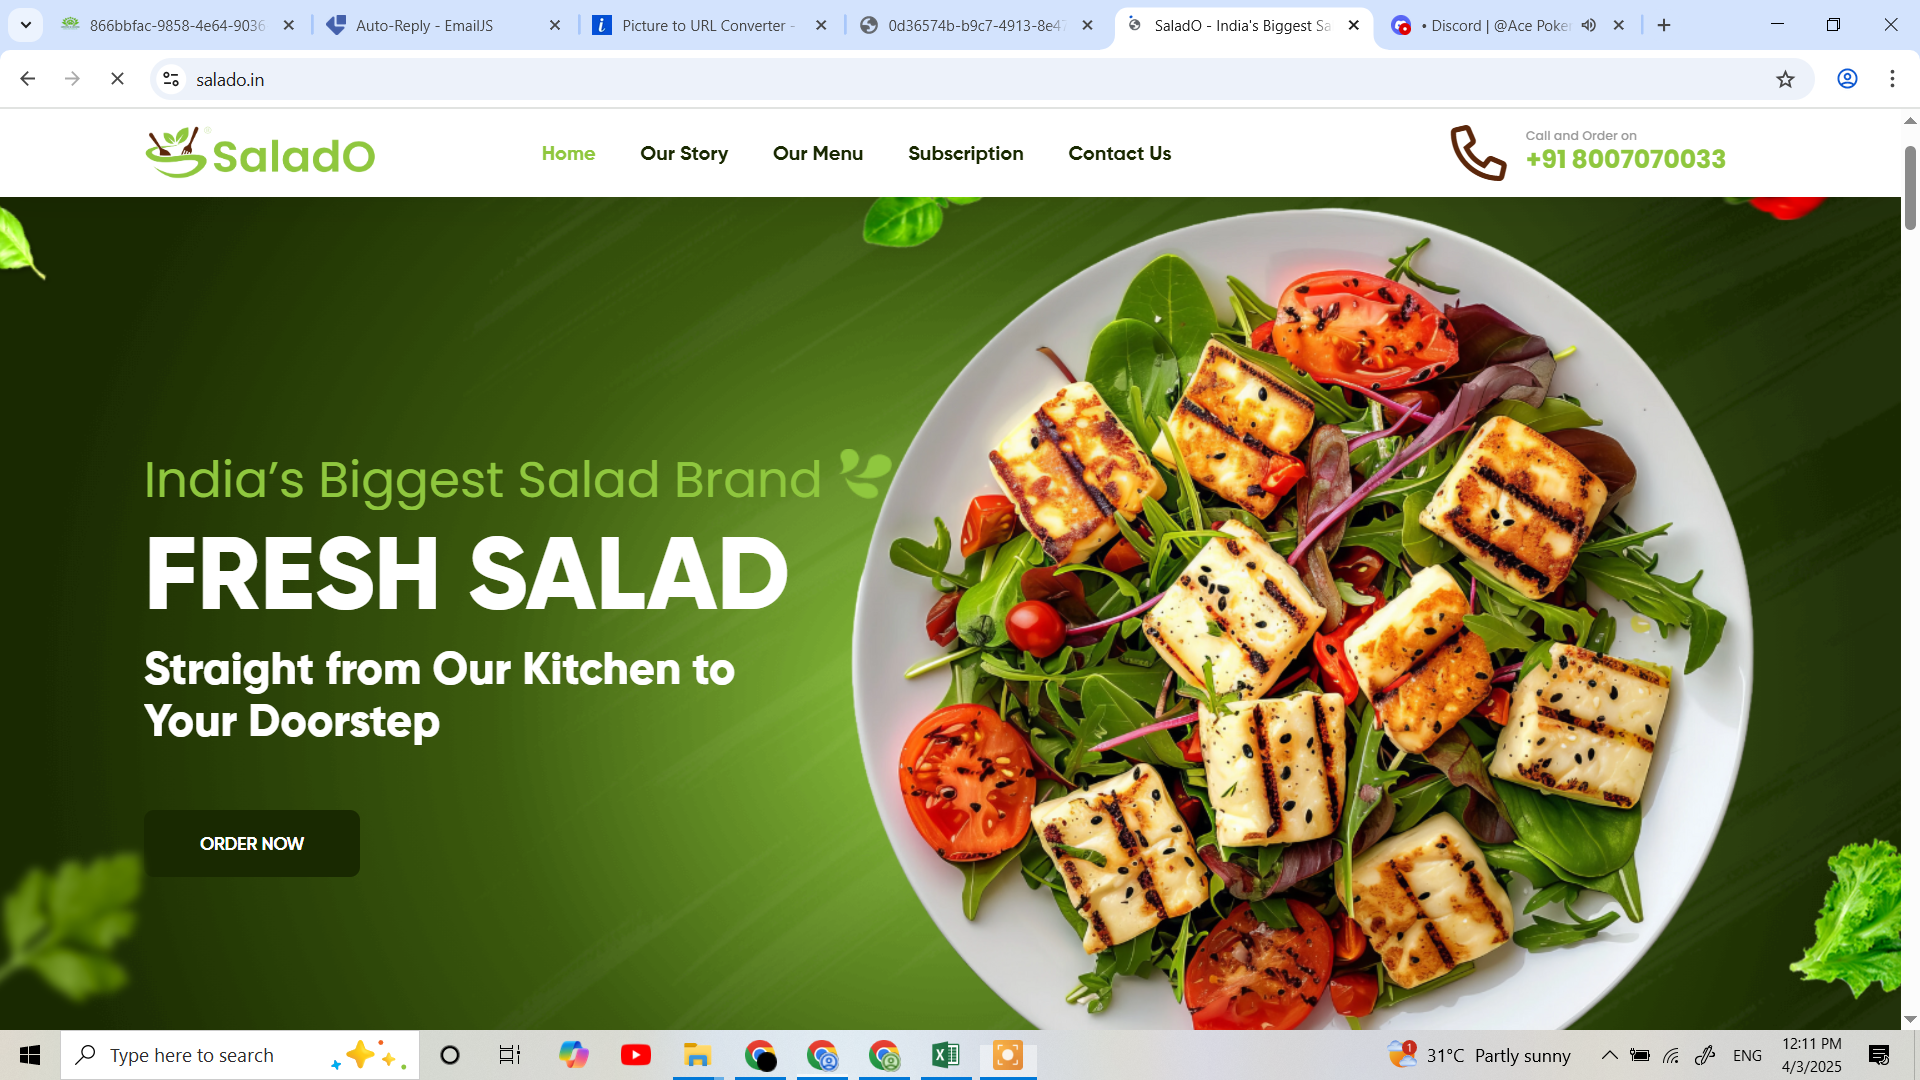 866bbfac-9858-4e64-9036
Auto-Reply - EmailJS
Picture to URL Converter -
0d36574b-b9c7-4913-8e47
SaladO - India's Biggest Sa
• Discord | @Ace Poker
salado.in
SaladO
Home
Our Story
Our Menu
Subscription
Contact Us
Call and Order on
+91 8007070033
India’s Biggest Salad Brand
FRESH SALAD
Straight from Our Kitchen to
Your Doorstep
ORDER NOW
Type here to search
1
31°C Partly sunny
ENG
12:11 PM
4/3/2025